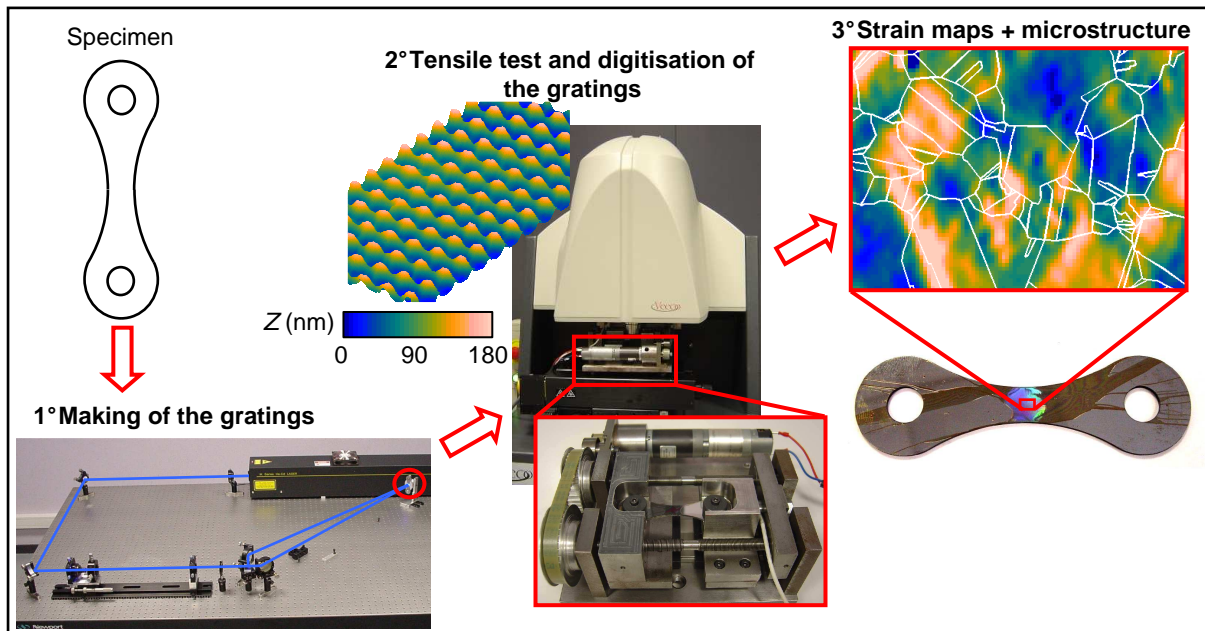 Specimen
1°Making of the gratings
Newport
2°Tensile test and digitisation of
the gratings
Z (nm)
0 90 180
Veeco
3°Strain maps + microstructure